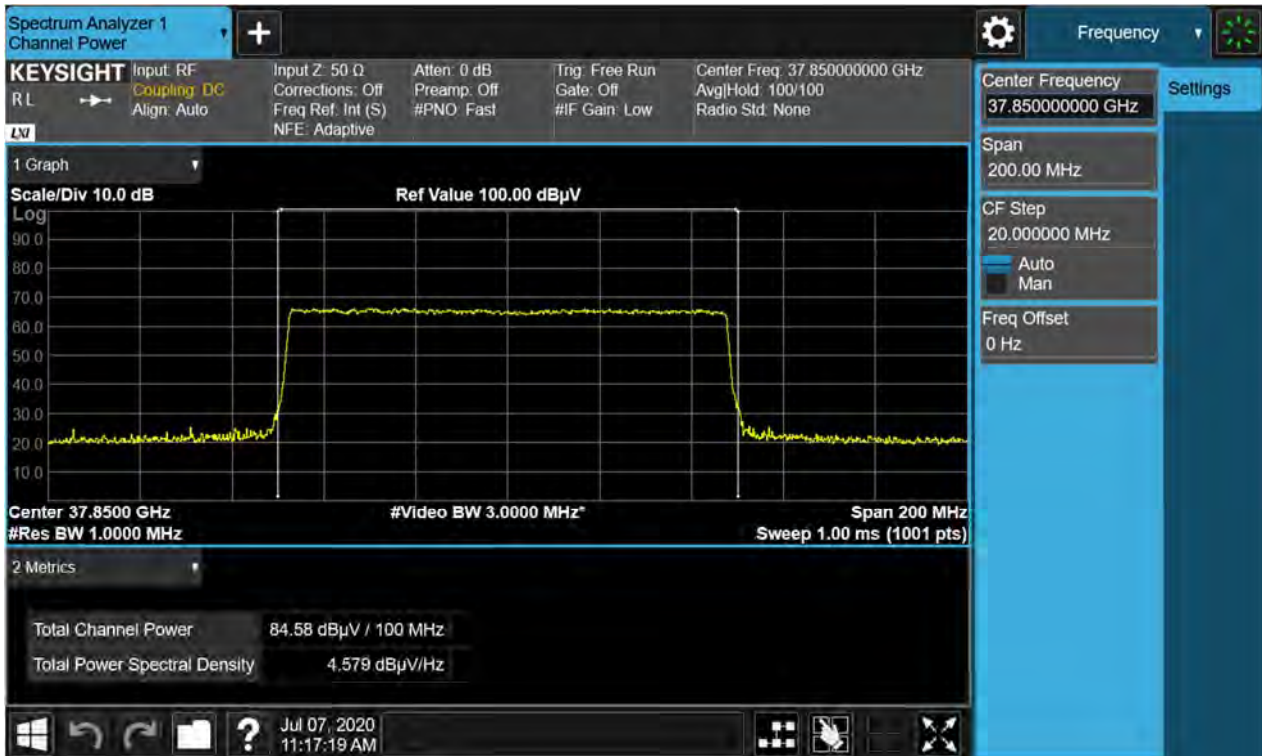 Spectrum Analyzer 1
Channel Power
Frequency
KEYSIGHT
RL
LXI
Input: RF
Coupling: DC
Align: Auto
Input Z: 50 Ω
Corrections: Off
Freq Ref: Int (S)
NFE: Adaptive
Atten: 0 dB
Preamp: Off
#PNO: Fast
Trig: Free Run
Gate: Off
#IF Gain: Low
Center Freq: 37.850000000 GHz
Avg|Hold: 100/100
Radio Std: None
Center Frequency
37.850000000 GHz
Settings
Span
200.00 MHz
CF Step
20.000000 MHz
Auto
Man
Freq Offset
0 Hz
1 Graph
Scale/Div 10.0 dB
Ref Value 100.00 dBµV
Log
90.0
80.0
70.0
60.0
50.0
40.0
30.0
20.0
10.0
Center 37.8500 GHz
#Video BW 3.0000 MHz*
Span 200 MHz
#Res BW 1.0000 MHz
Sweep 1.00 ms (1001 pts)
2 Metrics
Total Channel Power 84.58 dBµV / 100 MHz
Total Power Spectral Density 4.579 dBµV/Hz
?
Jul 07, 2020
11:17:19 AM